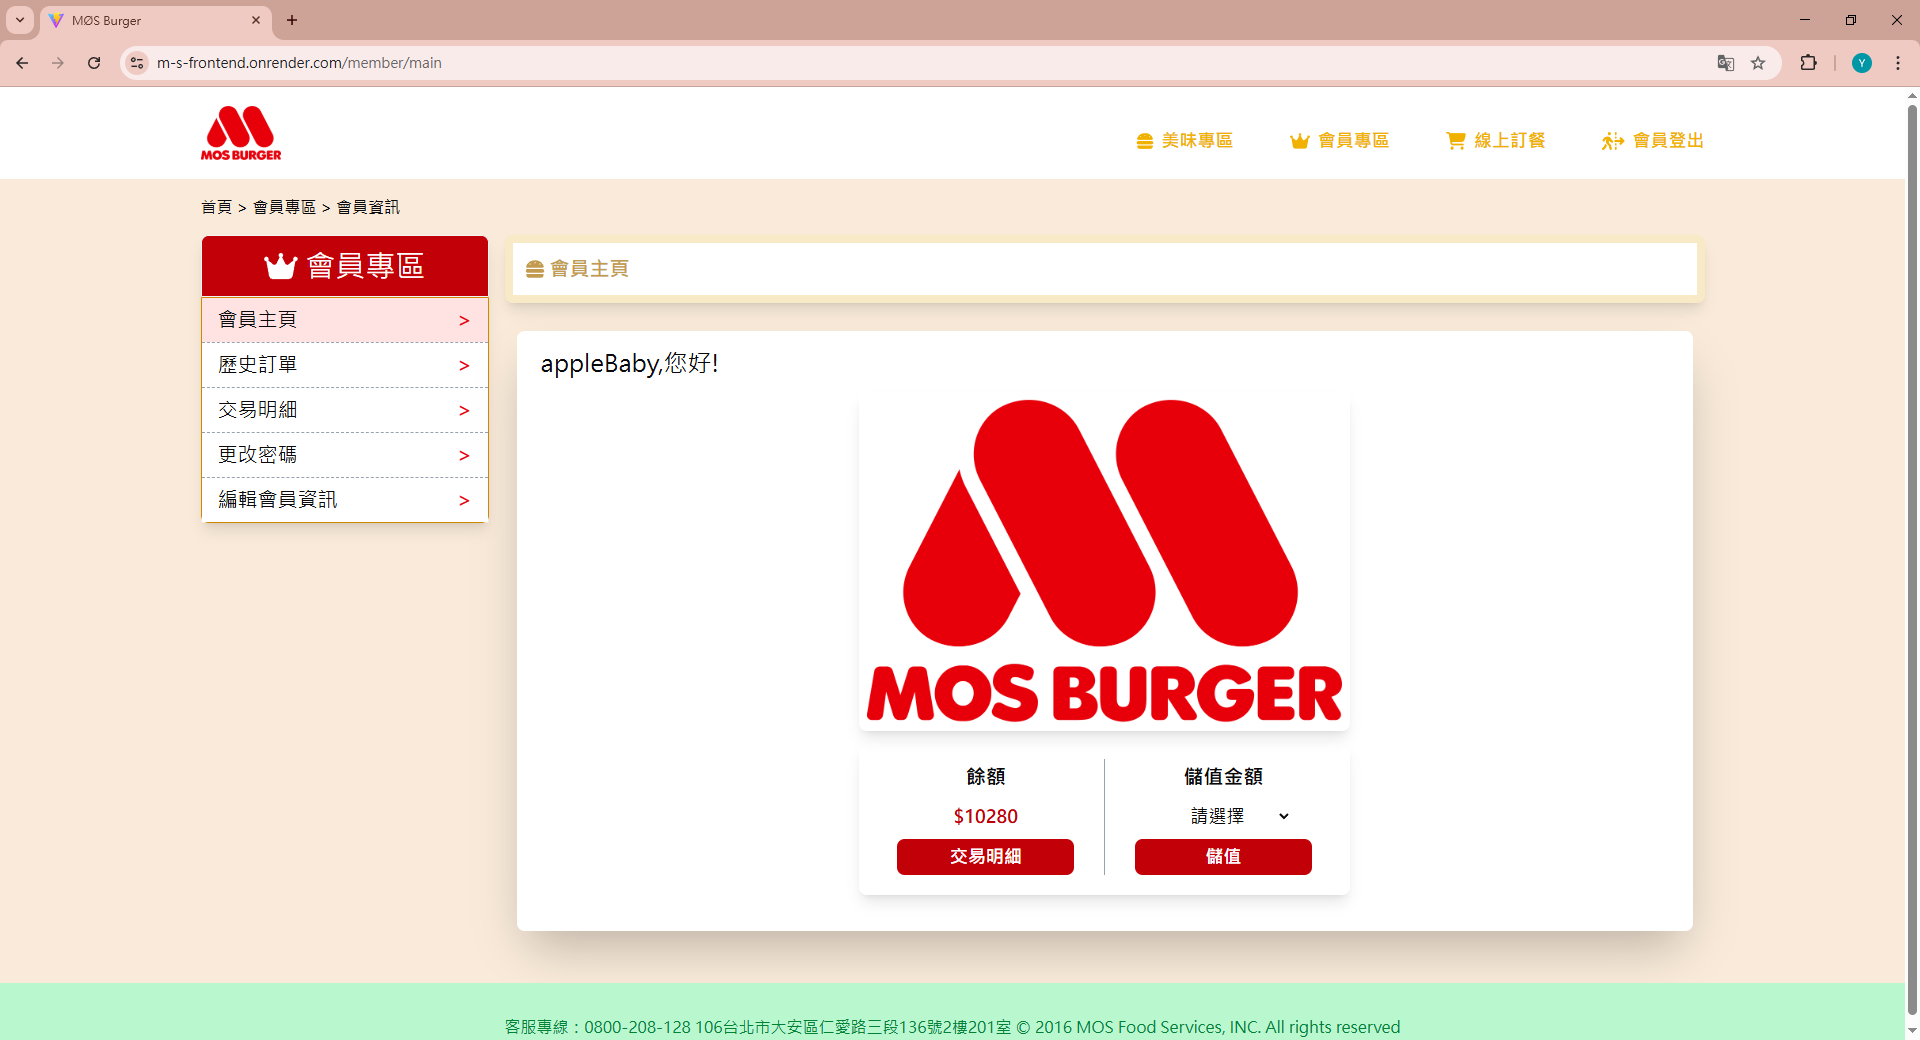 MØS Burger
m-s-frontend.onrender.com/member/main
Y
MOS BURGER
美味專區
會員專區
線上訂餐
會員登出
首頁 > 會員專區 > 會員資訊
會員專區
會員主頁 >
歷史訂單 >
交易明細 >
更改密碼 >
編輯會員資訊 >
會員主頁
appleBaby,您好!
MOS BURGER
餘額
$10280
交易明細
儲值金額
請選擇
儲值
客服專線：0800-208-128 106台北市大安區仁愛路三段136號2樓201室 © 2016 MOS Food Services, INC. All rights reserved